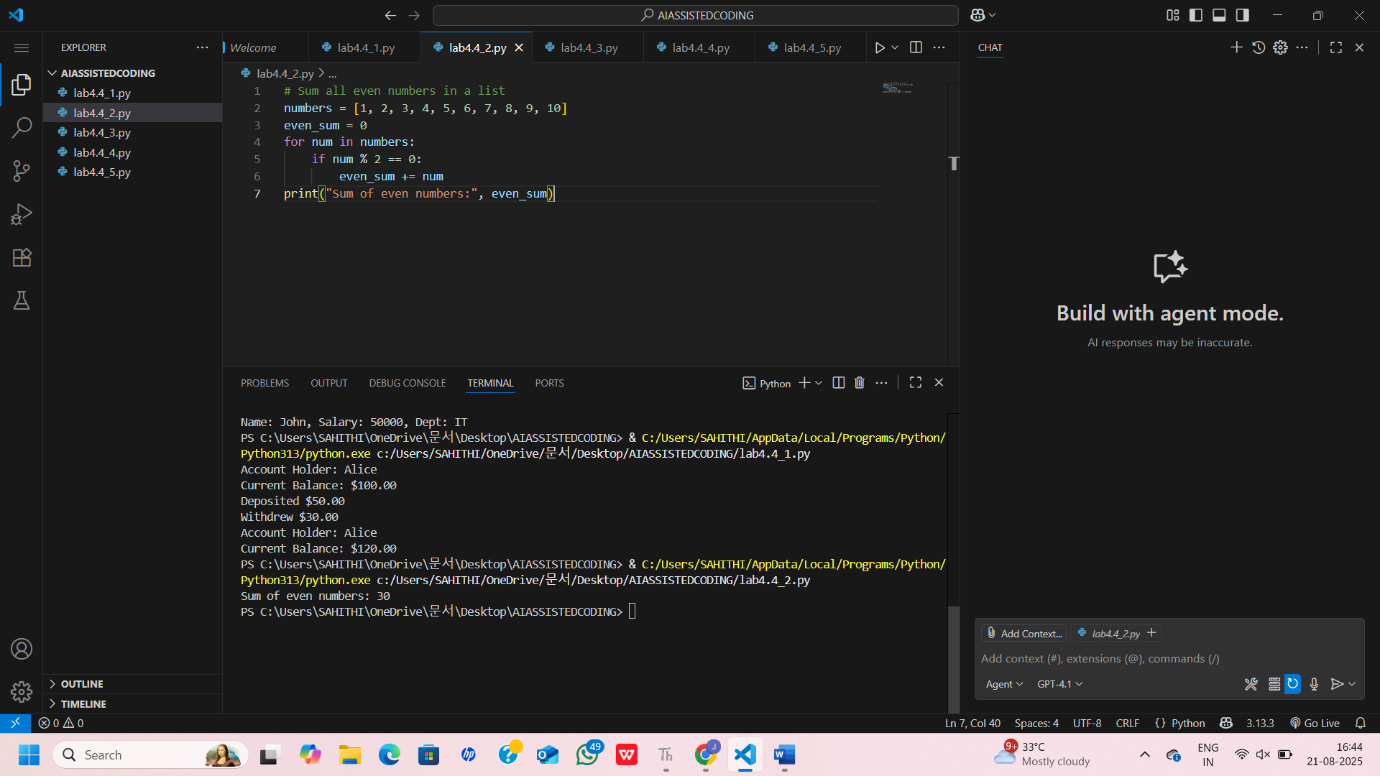 AIASSISTEDCODING
EXPLORER
AIASSISTEDCODING
lab4.4_1.py
lab4.4_2.py
lab4.4_3.py
lab4.4_4.py
lab4.4_5.py
OUTLINE
TIMELINE
Welcome
lab4.4_1.py
lab4.4_2.py
lab4.4_3.py
lab4.4_4.py
lab4.4_5.py
lab4.4_2.py > ...
1 # Sum all even numbers in a list
2 numbers = [1, 2, 3, 4, 5, 6, 7, 8, 9, 10]
3 even_sum = 0
4 for num in numbers:
5     if num % 2 == 0:
6         even_sum += num
7 print("Sum of even numbers:", even_sum)
PROBLEMS OUTPUT DEBUG CONSOLE TERMINAL PORTS
Python
Name: John, Salary: 50000, Dept: IT
PS C:\Users\SAHITHI\OneDrive\문서\Desktop\AIASSISTEDCODING> & C:/Users/SAHITHI/AppData/Local/Programs/Python/
Python313/python.exe c:/Users/SAHITHI/OneDrive/문서/Desktop/AIASSISTEDCODING/lab4.4_1.py
Account Holder: Alice
Current Balance: $100.00
Deposited $50.00
Withdrew $30.00
Account Holder: Alice
Current Balance: $120.00
PS C:\Users\SAHITHI\OneDrive\문서\Desktop\AIASSISTEDCODING> & C:/Users/SAHITHI/AppData/Local/Programs/Python/
Python313/python.exe c:/Users/SAHITHI/OneDrive/문서/Desktop/AIASSISTEDCODING/lab4.4_2.py
Sum of even numbers: 30
PS C:\Users\SAHITHI\OneDrive\문서\Desktop\AIASSISTEDCODING>
CHAT
Build with agent mode.
AI responses may be inaccurate.
Add Context...
lab4.4_2.py
Add context (#), extensions (@), commands (/)
Agent
GPT-4.1
0 0
Ln 7, Col 40
Spaces: 4
UTF-8
CRLF
{} Python
3.13.3
Go Live
Search
hp
49
Th
J
9+
33°C
Mostly cloudy
ENG
IN
16:44
21-08-2025